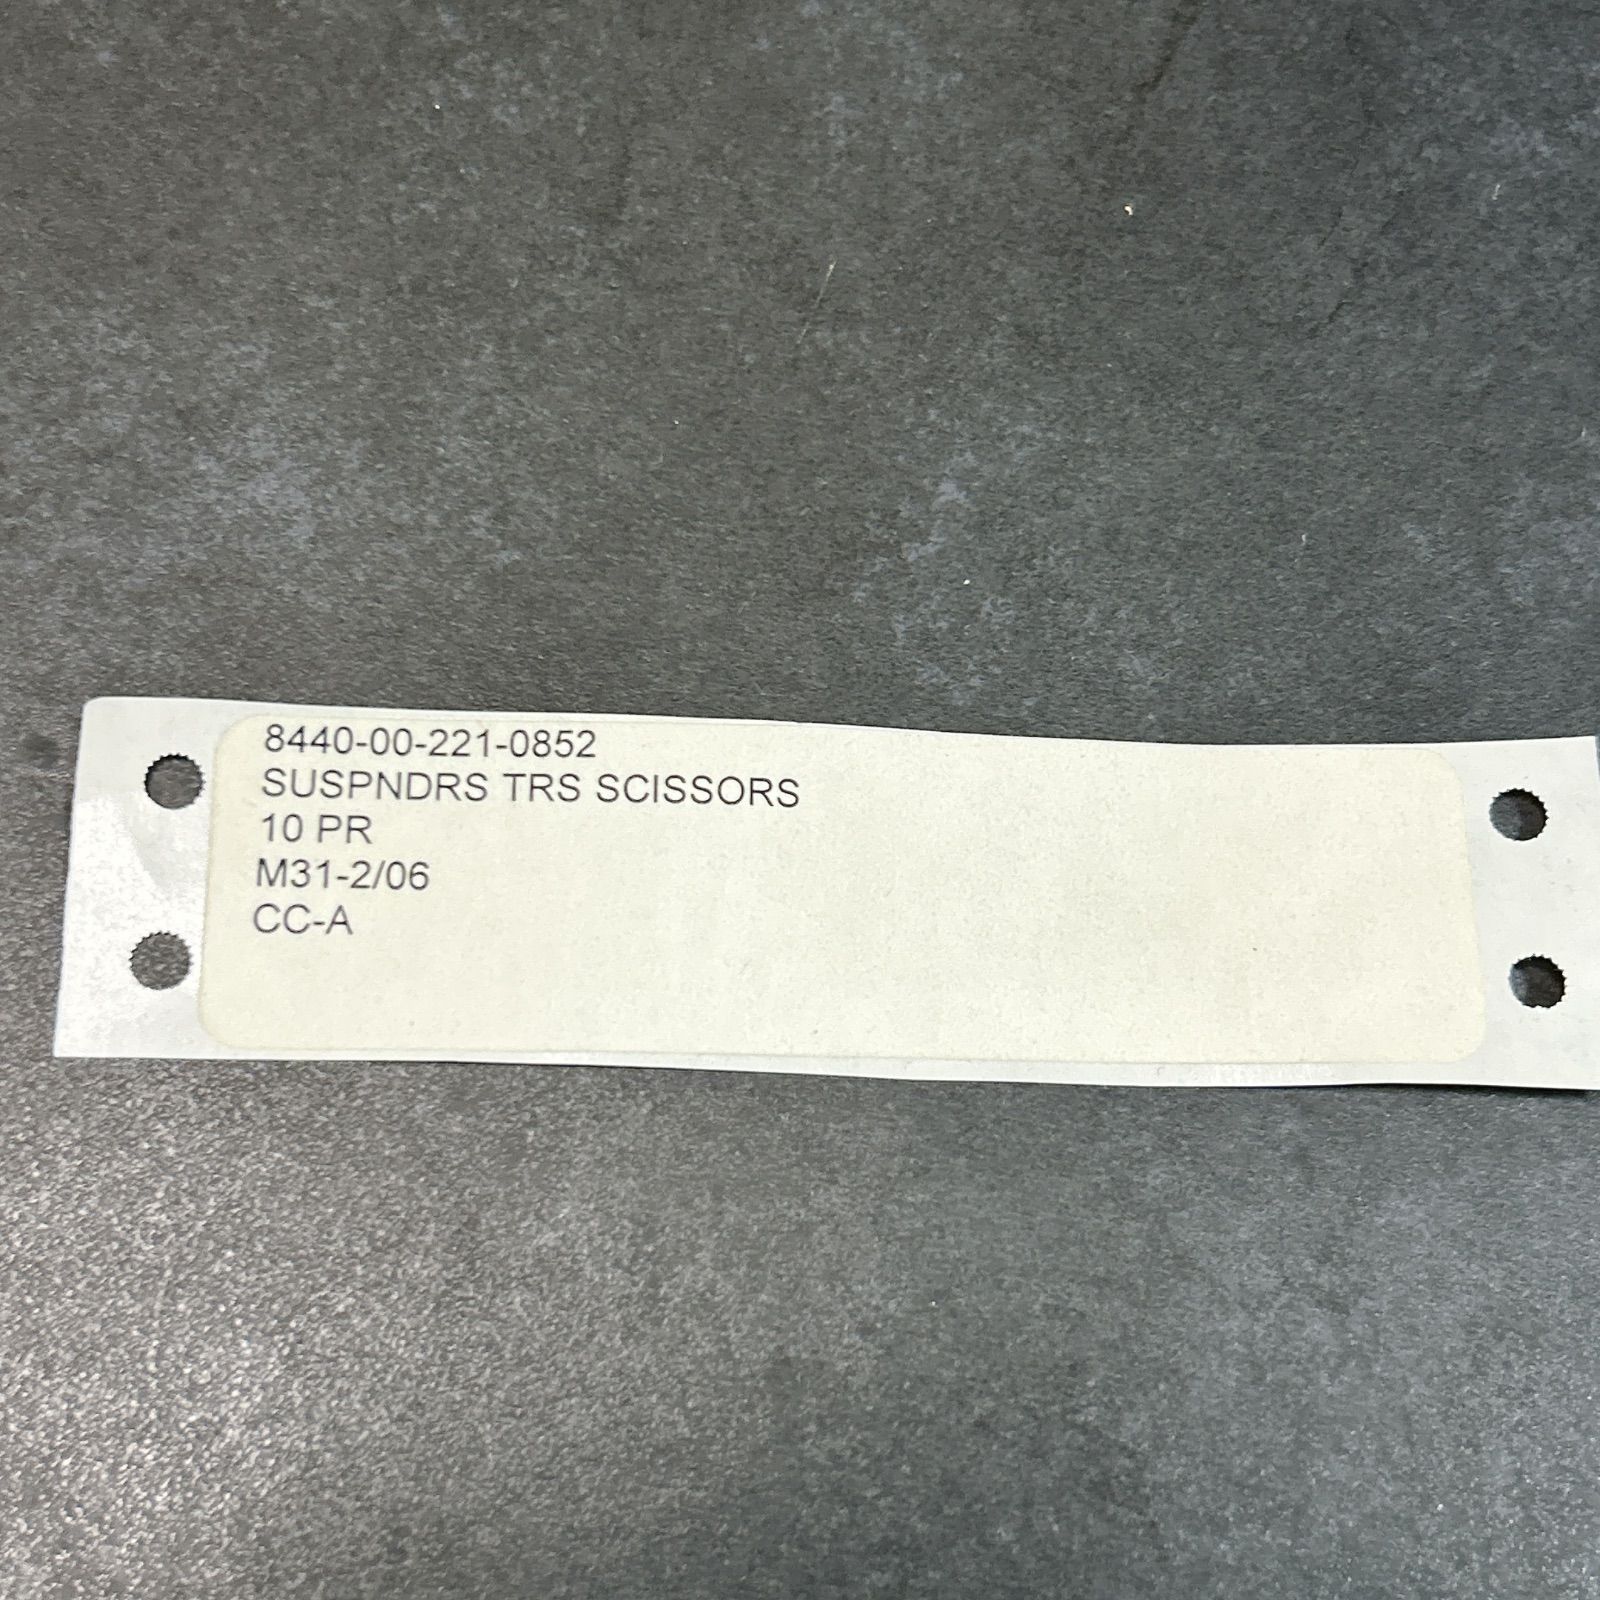 8440-00-221-0852
SUSPNDRS TRS SCISSORS
10 PR
M31-2/06
CC-A